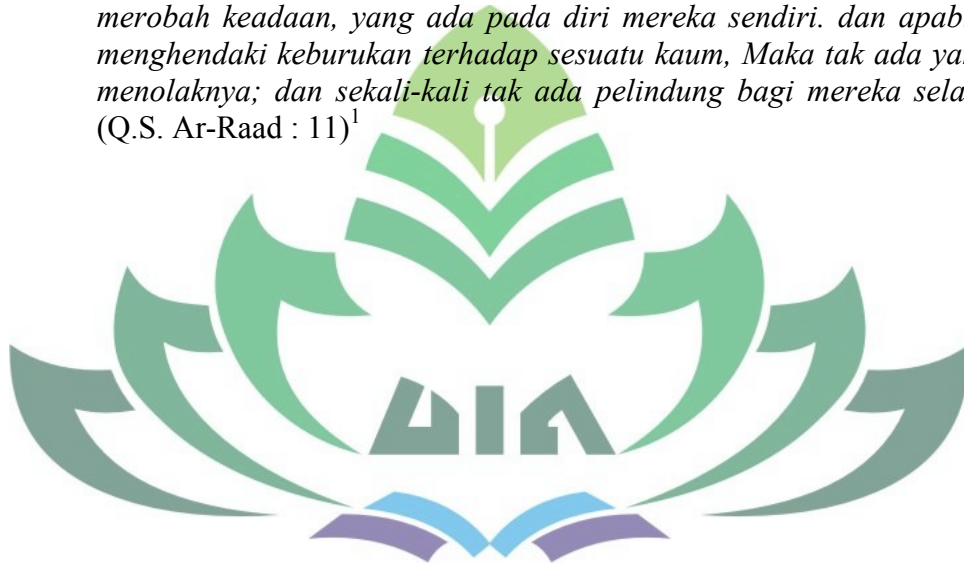 merobah keadaan, yang ada pada diri mereka sendiri. dan apab
menghendaki keburukan terhadap sesuatu kaum, Maka tak ada ya
menolaknya; dan sekali-kali tak ada pelindung bagi mereka sela
(Q.S. Ar-Raad : 11)1
UIN